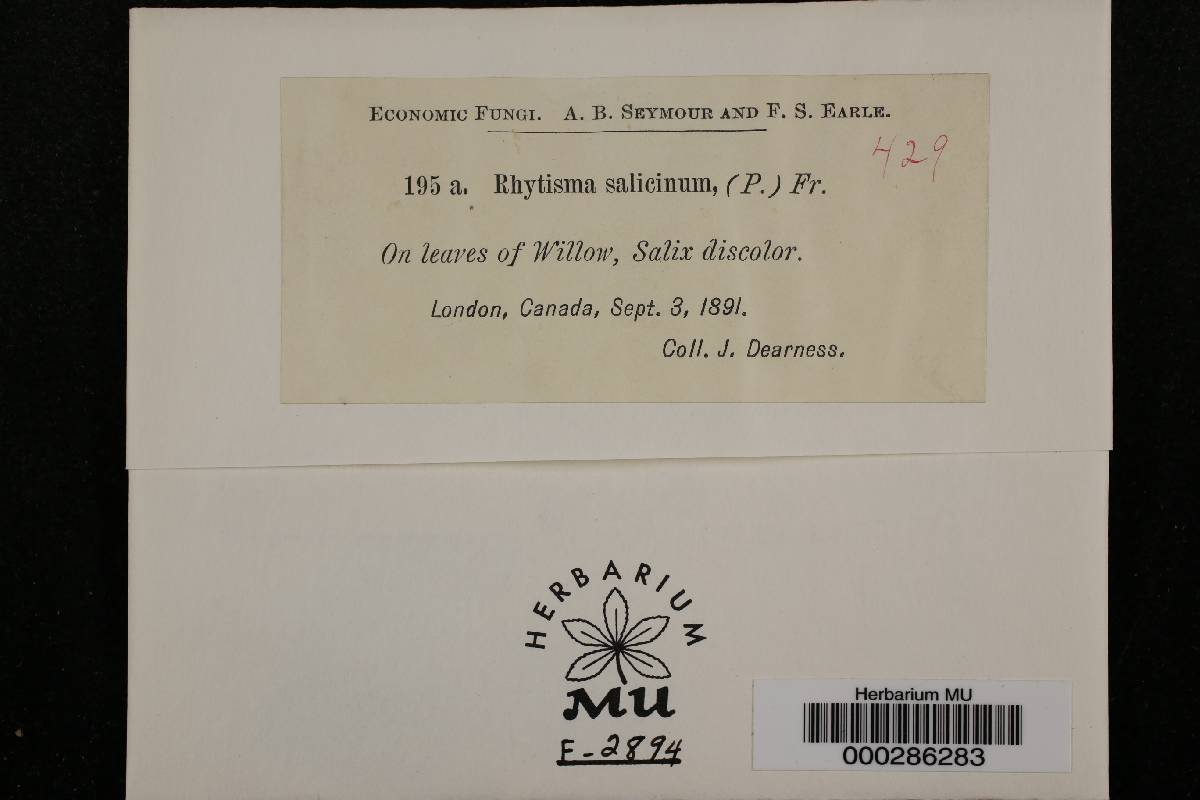 ECONOMIC FUNGI. A. B. SEYMOUR AND F. S. EARLE.
429
195 a. Rhytisma salicinum, (P.) Fr.
On leaves of Willow, Salix discolor.
London, Canada, Sept. 3, 1891.
Coll. J. Dearness.
HERBARIUM
MU
F-2894
Herbarium MU
000286283